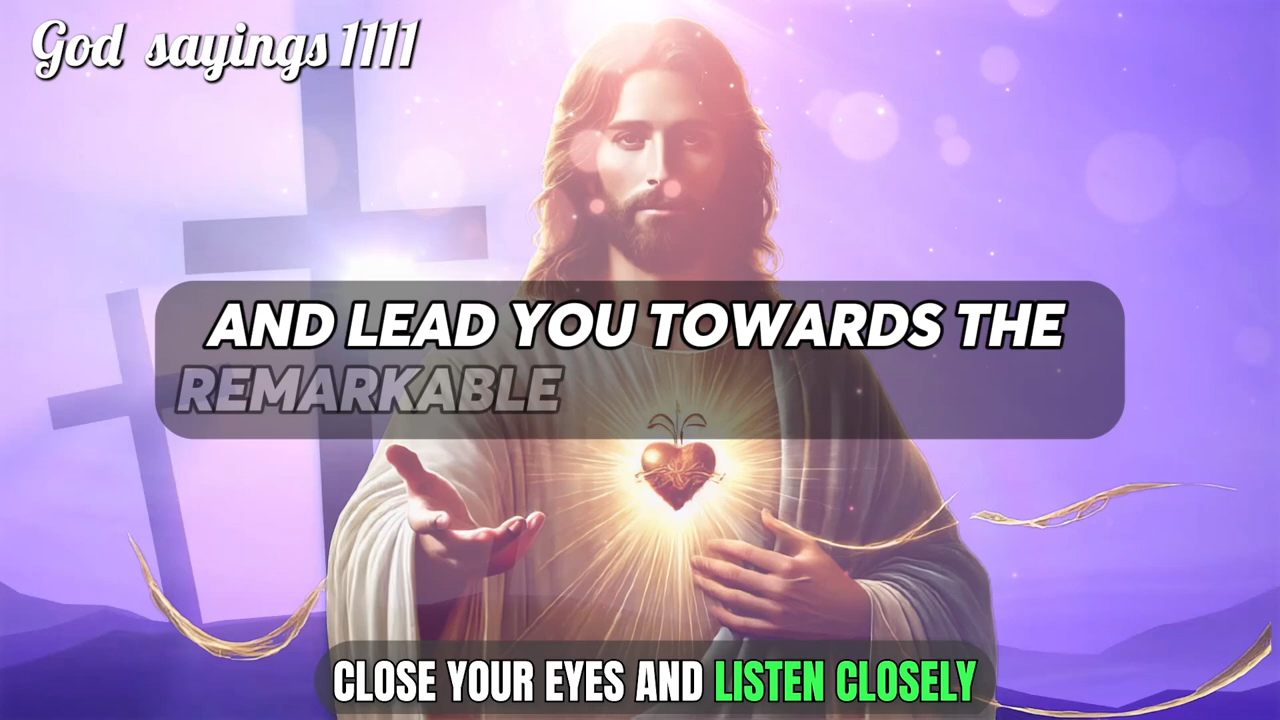 God sayings 1111
AND LEAD YOU TOWARDS THE
REMARKABLE
CLOSE YOUR EYES AND LISTEN CLOSELY